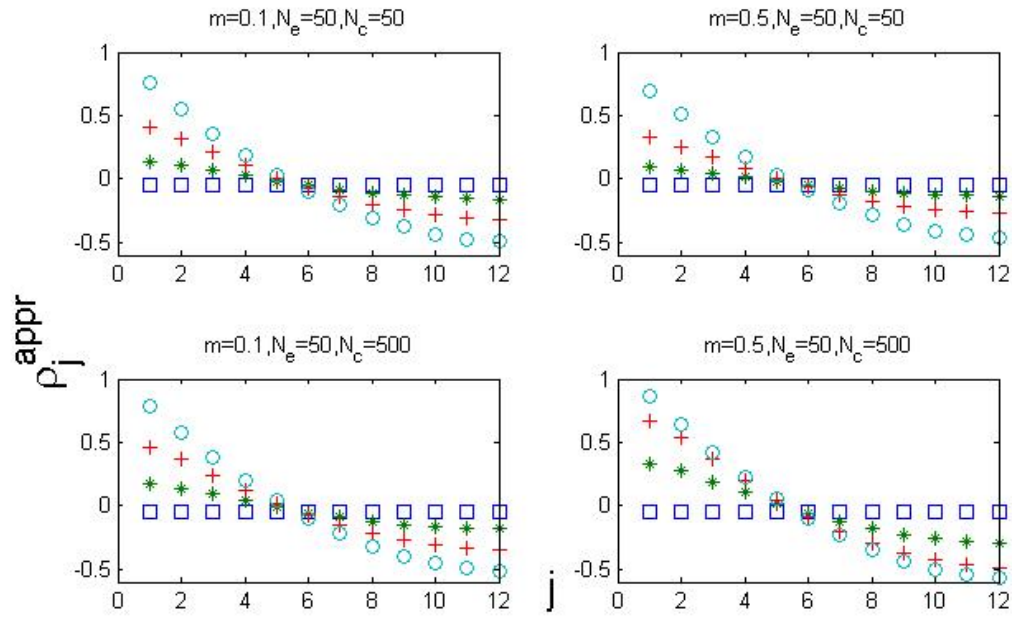 m=0.1,N_e=50,N_c=50
1
0.5
0
-0.5
0 2 4 6 8 10 12
m=0.5,N_e=50,N_c=50
1
0.5
0
-0.5
0 2 4 6 8 10 12
ρ_j^appr
m=0.1,N_e=50,N_c=500
1
0.5
0
-0.5
0 2 4 6 8 10 12
m=0.5,N_e=50,N_c=500
1
0.5
0
-0.5
0 2 4 6 8 10 12
j